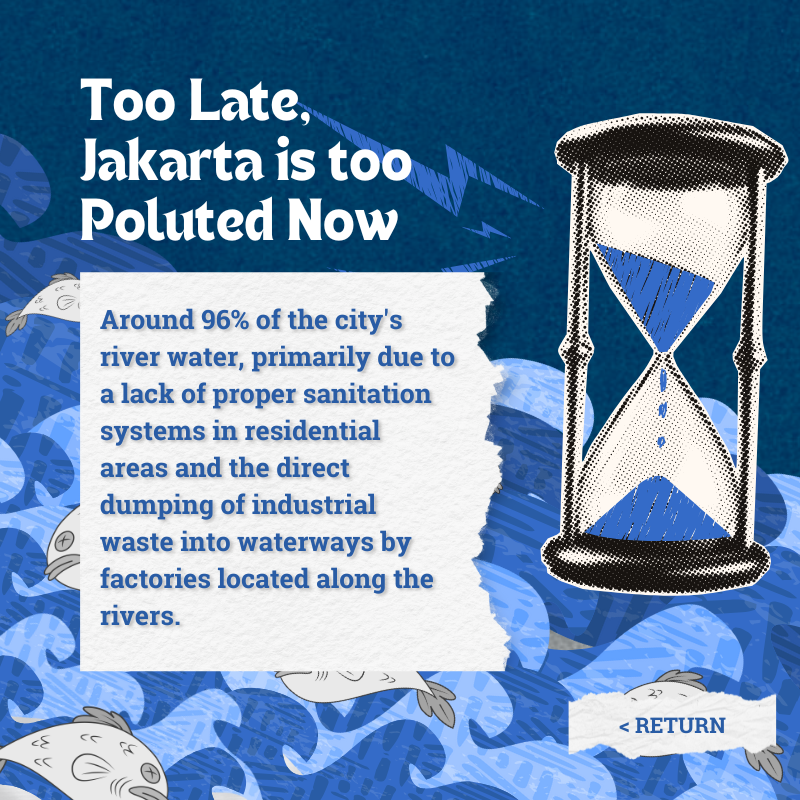 Too Late,
Jakarta is too
Poluted Now
Around 96% of the city's
river water, primarily due to
a lack of proper sanitation
systems in residential
areas and the direct
dumping of industrial
waste into waterways by
factories located along the
rivers.
< RETURN